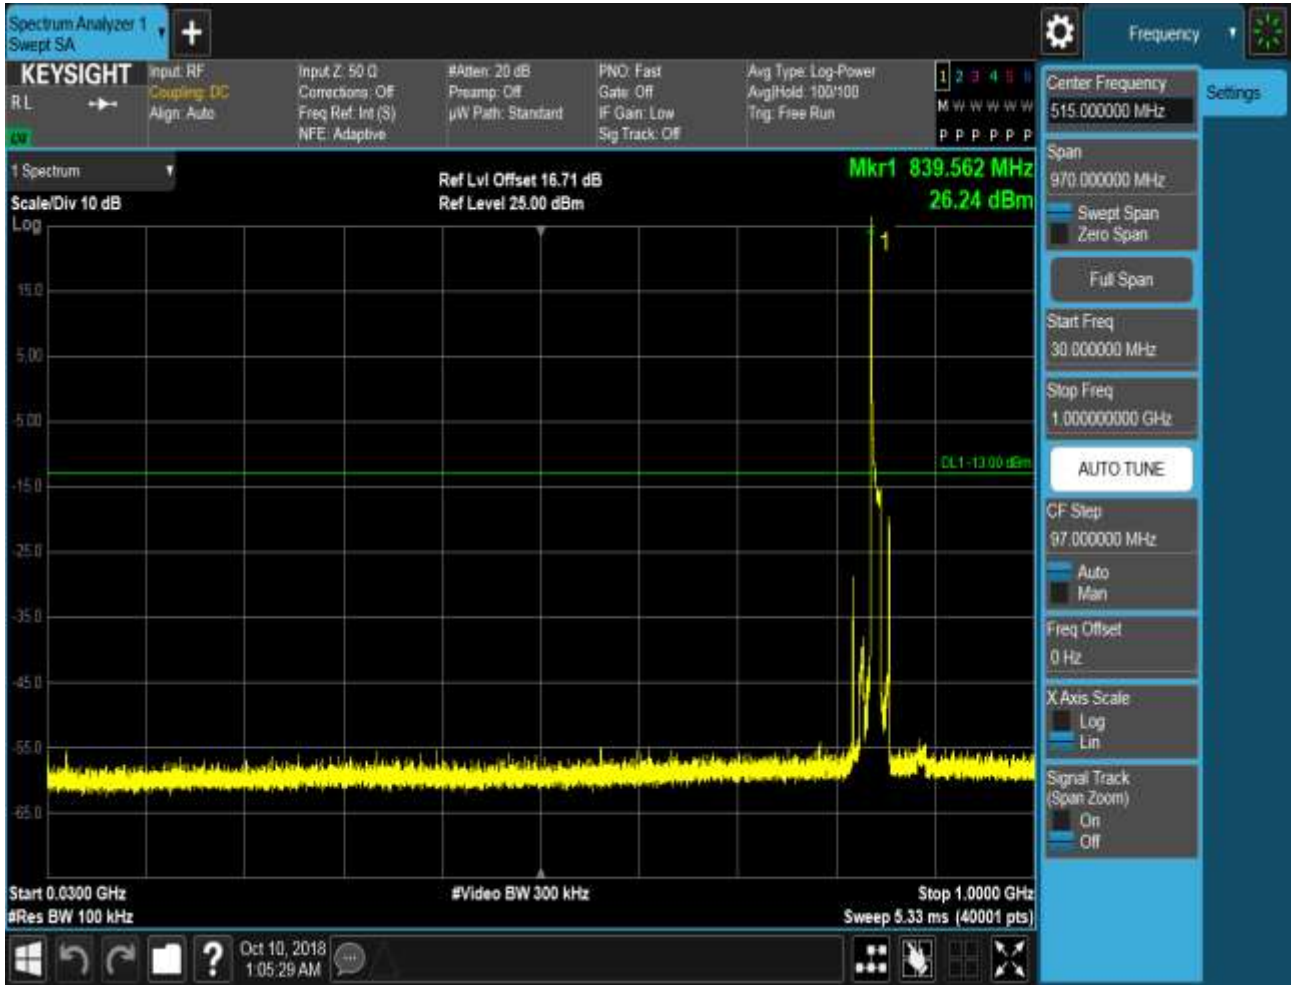 Spectrum Analyzer 1
Swept SA
Frequency
KEYSIGHT
R L
Input: RF
Coupling: DC
Align: Auto
Input Z: 50 Ω
Corrections: Off
Freq Ref: Int (S)
NFE: Adaptive
#Atten: 20 dB
Preamp: Off
µW Path: Standard
PNO: Fast
Gate: Off
IF Gain: Low
Sig Track: Off
Avg Type: Log-Power
Avg|Hold: 100/100
Trig: Free Run
1 2 3 4 5 6
M W W W W W
P P P P P P
1 Spectrum
Scale/Div 10 dB
Log
Ref Lvl Offset 16.71 dB
Ref Level 25.00 dBm
Mkr1 839.562 MHz
26.24 dBm
1
15.0
5.00
-5.00
DL1 -13.00 dBm
-15.0
-25.0
-35.0
-45.0
-55.0
-65.0
Start 0.0300 GHz
#Res BW 100 kHz
#Video BW 300 kHz
Stop 1.0000 GHz
Sweep 5.33 ms (40001 pts)
Oct 10, 2018
1:05:29 AM
?
Center Frequency
515.000000 MHz
Settings
Span
970.000000 MHz
Swept Span
Zero Span
Full Span
Start Freq
30.000000 MHz
Stop Freq
1.000000000 GHz
AUTO TUNE
CF Step
97.000000 MHz
Auto
Man
Freq Offset
0 Hz
X Axis Scale
Log
Lin
Signal Track
(Span Zoom)
On
Off